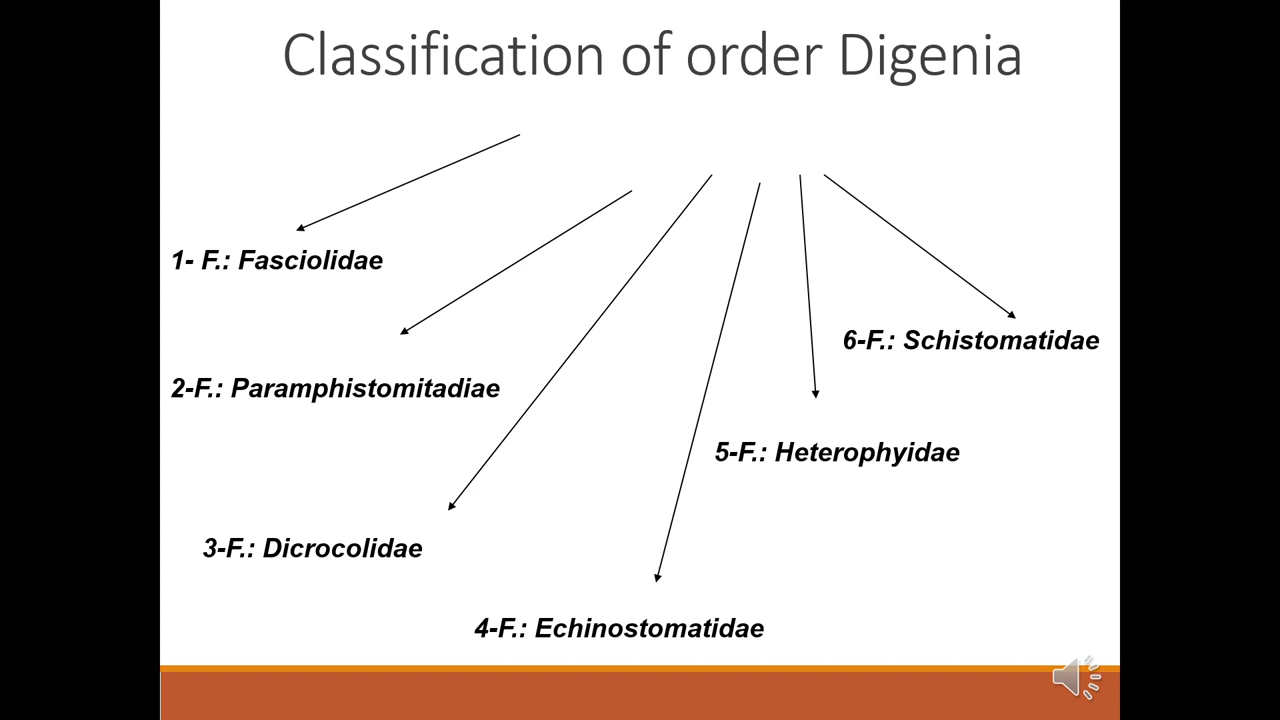 Classification of order Digenia
1- F.: Fasciolidae
2-F.: Paramphistomitadiae
3-F.: Dicrocolidae
4-F.: Echinostomatidae
5-F.: Heterophyidae
6-F.: Schistomatidae